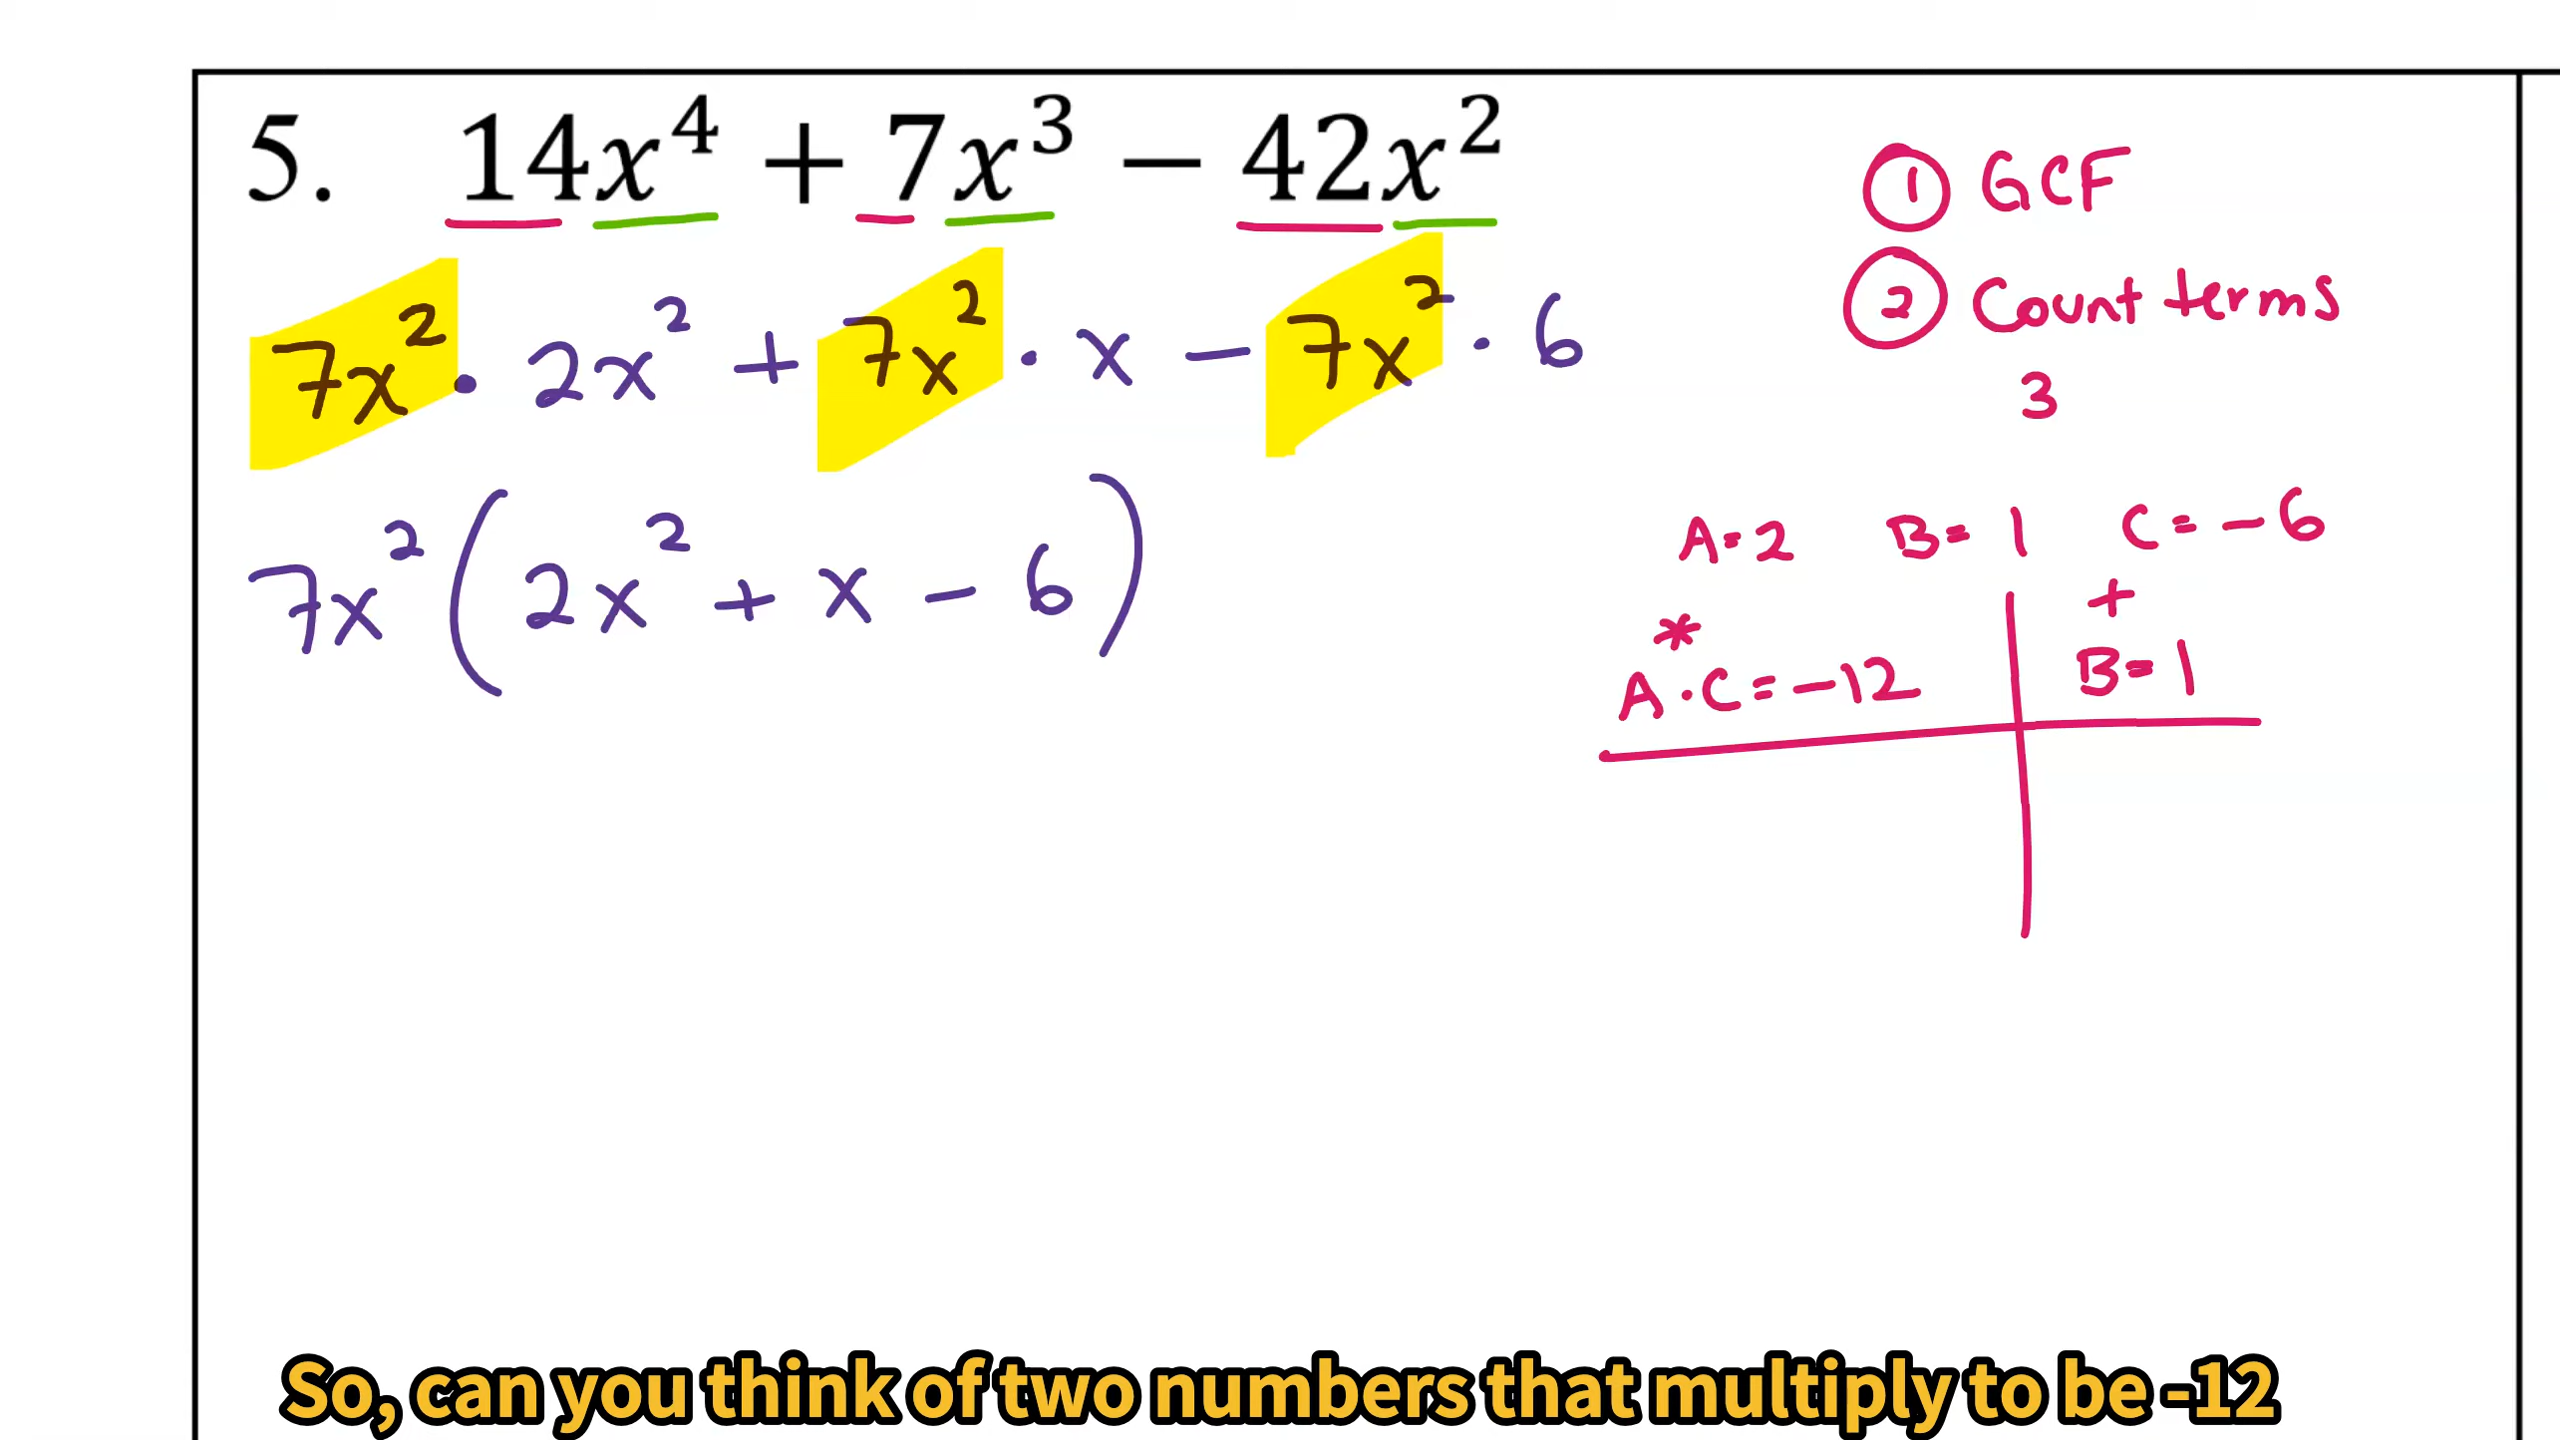 5. 14x⁴ + 7x³ − 42x²
① GCF
② Count terms
3
7x² · 2x² + 7x² · x − 7x² · 6
7x² (2x² + x − 6)
A=2 B=1 C=−6
* +
A·C=−12 B=1
So, can you think of two numbers that multiply to be -12